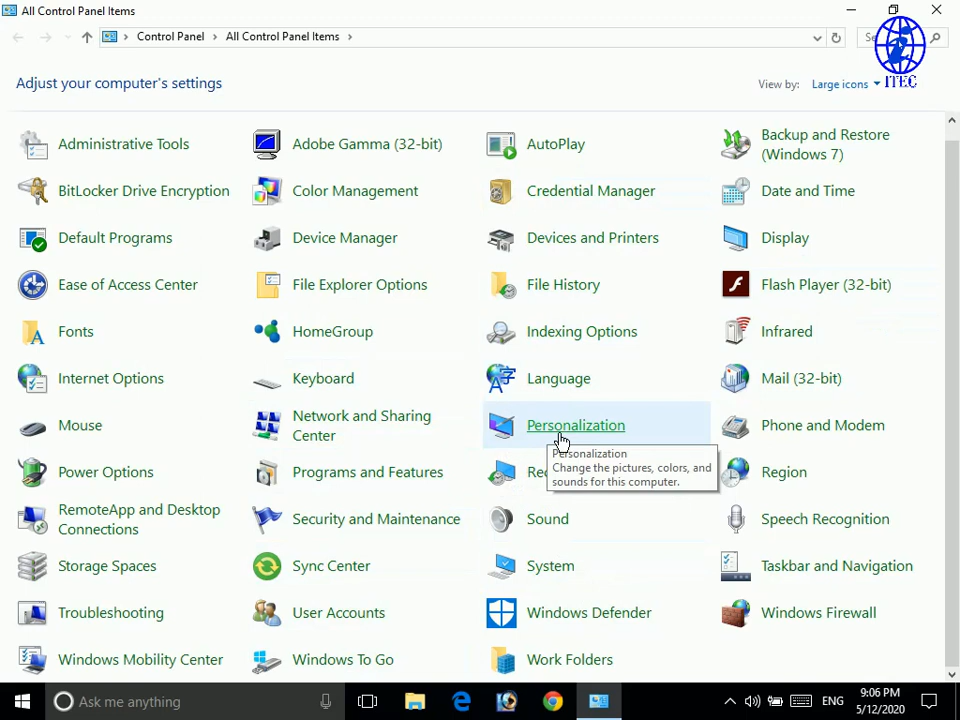 All Control Panel Items
Control Panel
All Control Panel Items
Adjust your computer's settings
View by:
Large icons
ITEC
Administrative Tools
Adobe Gamma (32-bit)
AutoPlay
Backup and Restore
(Windows 7)
BitLocker Drive Encryption
Color Management
Credential Manager
Date and Time
Default Programs
Device Manager
Devices and Printers
Display
Ease of Access Center
File Explorer Options
File History
Flash Player (32-bit)
Fonts
HomeGroup
Indexing Options
Infrared
Internet Options
Keyboard
Language
Mail (32-bit)
Mouse
Network and Sharing
Center
Personalization
Phone and Modem
Personalization
Change the pictures, colors, and
sounds for this computer.
Power Options
Programs and Features
Region
RemoteApp and Desktop
Connections
Security and Maintenance
Sound
Speech Recognition
Storage Spaces
Sync Center
System
Taskbar and Navigation
Troubleshooting
User Accounts
Windows Defender
Windows Firewall
Windows Mobility Center
Windows To Go
Work Folders
Ask me anything
ENG
9:06 PM
5/12/2020